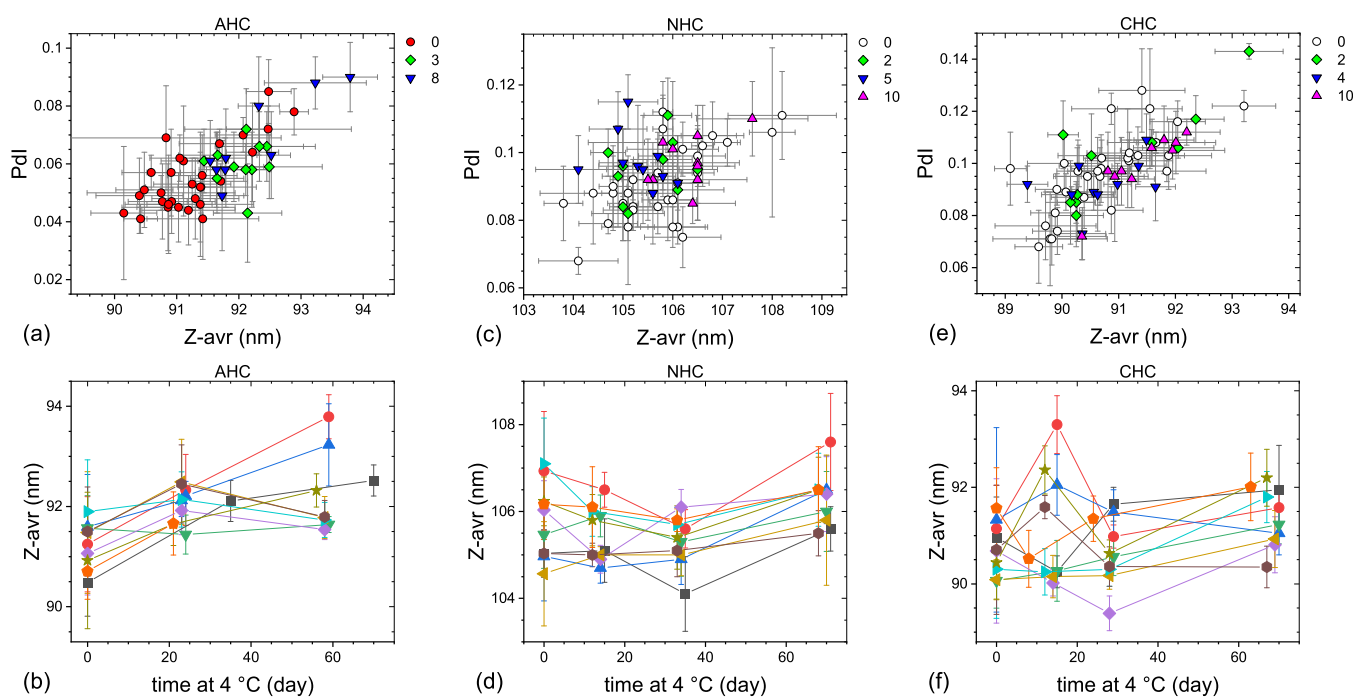 AHC
0.1
0.08
0.06
0.04
0.02
PdI
90 91 92 93 94
(a) Z-avr (nm)
0
3
8
NHC
0.12
0.10
0.08
0.06
PdI
103 104 105 106 107 108 109
(c) Z-avr (nm)
0
2
5
10
CHC
0.14
0.12
0.10
0.08
0.06
PdI
89 90 91 92 93 94
(e) Z-avr (nm)
0
2
4
10
AHC
94
92
90
Z-avr (nm)
0 20 40 60
(b) time at 4 °C (day)
NHC
108
106
104
103
Z-avr (nm)
0 20 40 60
(d) time at 4 °C (day)
CHC
94
92
90
Z-avr (nm)
0 20 40 60
(f) time at 4 °C (day)